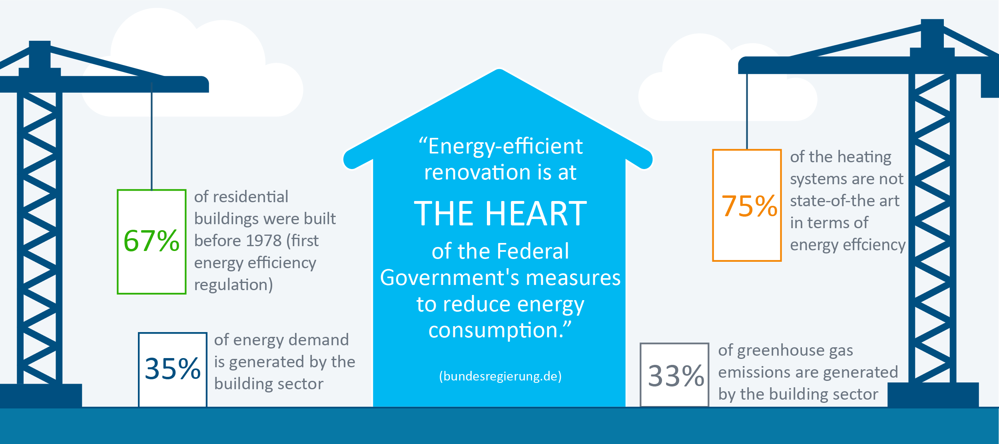 67%
of residential
buildings were built
before 1978 (first
energy efficiency
regulation)
35%
of energy demand
is generated by the
building sector
“Energy-efficient
renovation is at
THE HEART
of the Federal
Government's measures
to reduce energy
consumption.”
(bundesregierung.de)
75%
of the heating
systems are not
state-of-the art
in terms of
energy effciency
33%
of greenhouse gas
emissions are generated
by the building sector